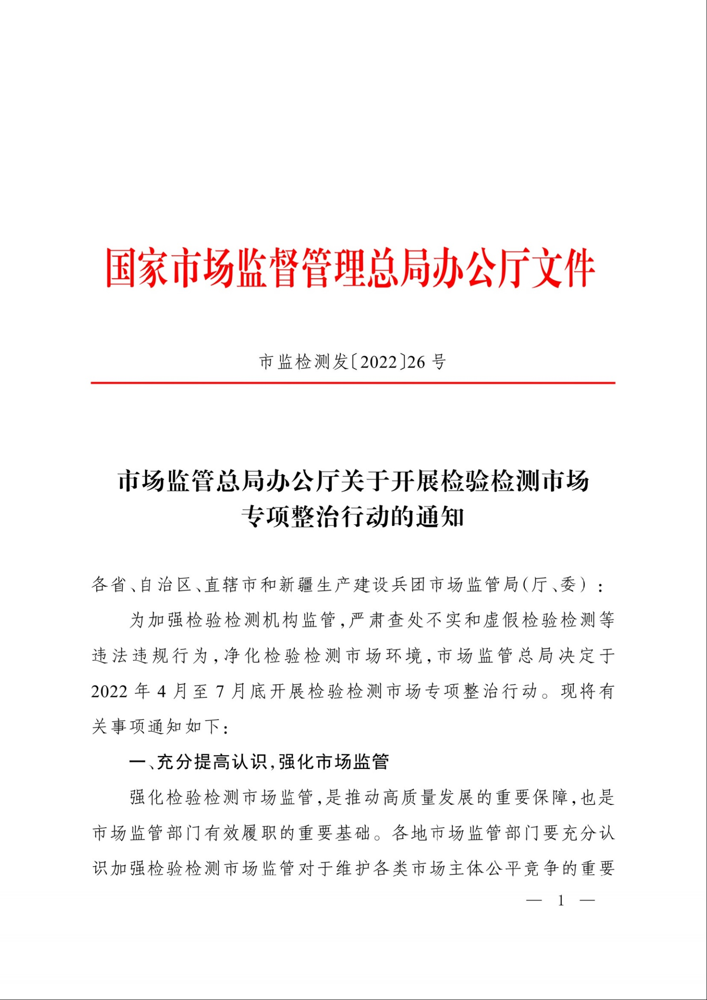 国家市场监督管理总局办公厅文件
市监检测发〔2022〕26 号
市场监管总局办公厅关于开展检验检测市场
专项整治行动的通知
各省、自治区、直辖市和新疆生产建设兵团市场监管局(厅、委)：
为加强检验检测机构监管,严肃查处不实和虚假检验检测等
违法违规行为,净化检验检测市场环境,市场监管总局决定于
2022 年 4 月至 7 月底开展检验检测市场专项整治行动。现将有
关事项通知如下：
一、充分提高认识,强化市场监管
强化检验检测市场监管,是推动高质量发展的重要保障,也是
市场监管部门有效履职的重要基础。各地市场监管部门要充分认
识加强检验检测市场监管对于维护各类市场主体公平竞争的重要
— 1 —